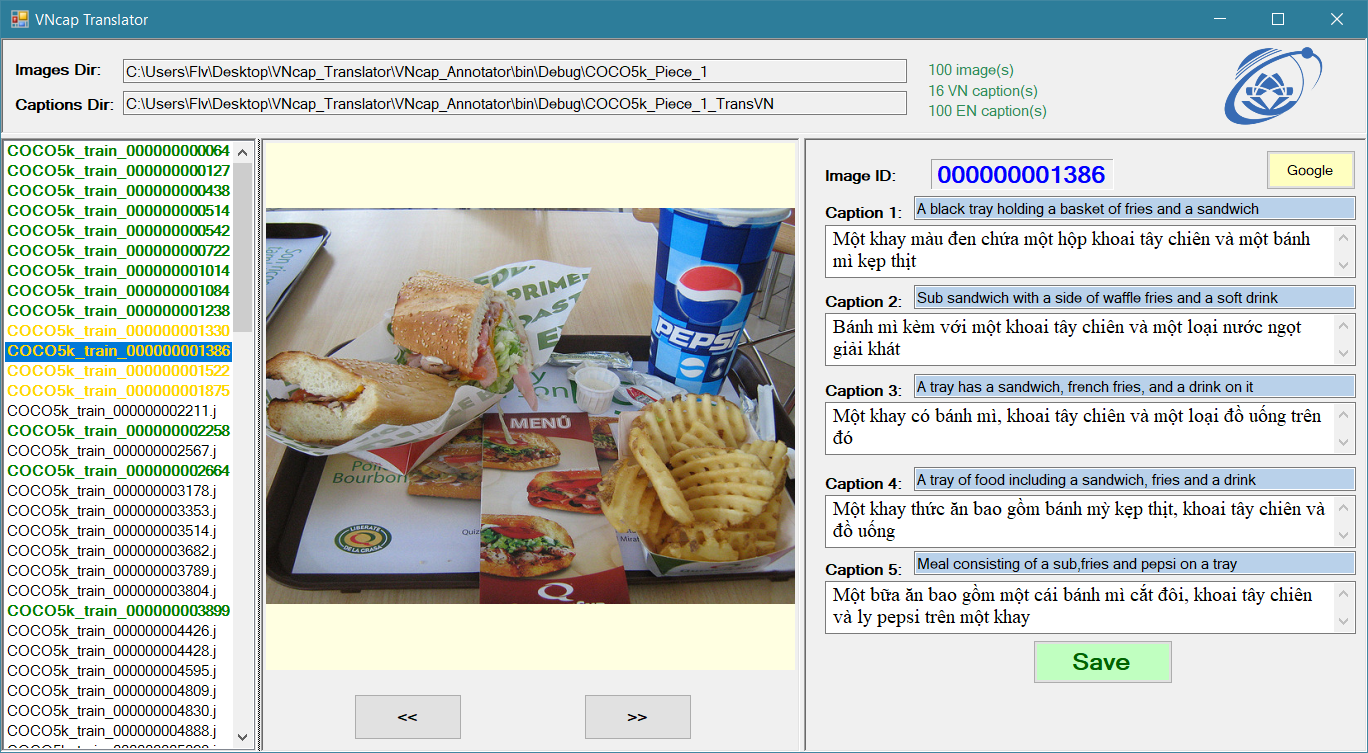 VNcap Translator
Images Dir:
C:\Users\Flv\Desktop\VNcap_Translator\VNcap_Annotator\bin\Debug\COCO5k_Piece_1
Captions Dir:
C:\Users\Flv\Desktop\VNcap_Translator\VNcap_Annotator\bin\Debug\COCO5k_Piece_1_TransVN
100 image(s)
16 VN caption(s)
100 EN caption(s)
COCO5k_train_000000000064
COCO5k_train_000000000127
COCO5k_train_000000000438
COCO5k_train_000000000514
COCO5k_train_000000000542
COCO5k_train_000000000722
COCO5k_train_000000001014
COCO5k_train_000000001084
COCO5k_train_000000001238
COCO5k_train_000000001330
COCO5k_train_000000001386
COCO5k_train_000000001522
COCO5k_train_000000001875
COCO5k_train_000000002211.j
COCO5k_train_000000002258
COCO5k_train_000000002567.j
COCO5k_train_000000002664
COCO5k_train_000000003178.j
COCO5k_train_000000003353.j
COCO5k_train_000000003514.j
COCO5k_train_000000003682.j
COCO5k_train_000000003789.j
COCO5k_train_000000003804.j
COCO5k_train_000000003899
COCO5k_train_000000004426.j
COCO5k_train_000000004428.j
COCO5k_train_000000004595.j
COCO5k_train_000000004809.j
COCO5k_train_000000004830.j
COCO5k_train_000000004888.j
PRIME
PEPSI
MENÚ
Bourbon
LIBERATE
DE LA GRASA
Q
<<
>>
Image ID:
000000001386
Google
Caption 1:
A black tray holding a basket of fries and a sandwich
Một khay màu đen chứa một hộp khoai tây chiên và một bánh
mì kẹp thịt
Caption 2:
Sub sandwich with a side of waffle fries and a soft drink
Bánh mì kèm với một khoai tây chiên và một loại nước ngọt
giải khát
Caption 3:
A tray has a sandwich, french fries, and a drink on it
Một khay có bánh mì, khoai tây chiên và một loại đồ uống trên
đó
Caption 4:
A tray of food including a sandwich, fries and a drink
Một khay thức ăn bao gồm bánh mỳ kẹp thịt, khoai tây chiên và
đồ uống
Caption 5:
Meal consisting of a sub,fries and pepsi on a tray
Một bữa ăn bao gồm một cái bánh mì cắt đôi, khoai tây chiên
và ly pepsi trên một khay
Save